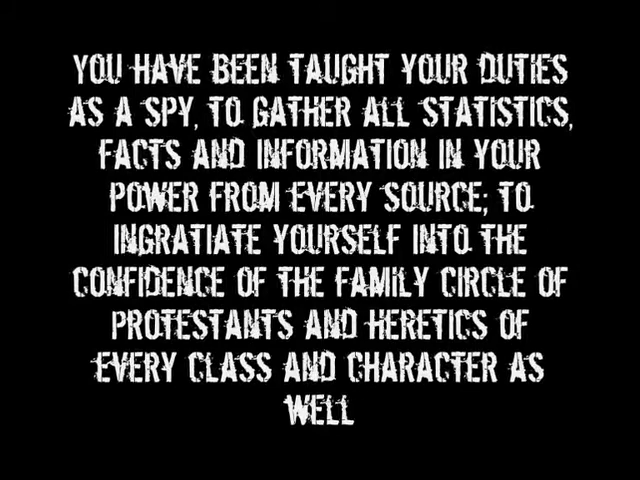 YOU HAVE BEEN TAUGHT YOUR DUTIES
AS A SPY, TO GATHER ALL STATISTICS,
FACTS AND INFORMATION IN YOUR
POWER FROM EVERY SOURCE; TO
INGRATIATE YOURSELF INTO THE
CONFIDENCE OF THE FAMILY CIRCLE OF
PROTESTANTS AND HERETICS OF
EVERY CLASS AND CHARACTER AS
WELL